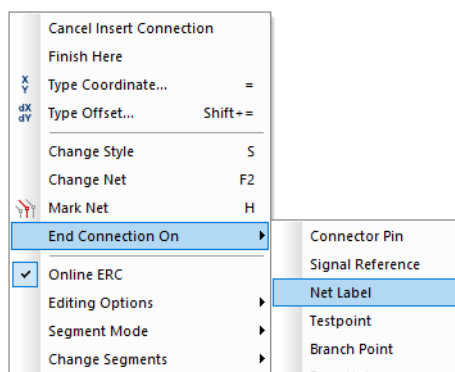 Cancel Insert Connection
Finish Here
X
Y
Type Coordinate... =
dX
dY
Type Offset... Shift+=
Change Style S
Change Net F2
Mark Net H
End Connection On
Connector Pin
Signal Reference
Net Label
Testpoint
Branch Point
Online ERC
Editing Options
Segment Mode
Change Segments